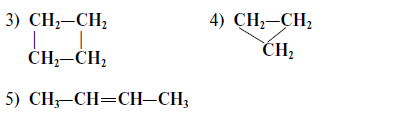 3) CH₂–CH₂ 4) CH₂–CH₂
CH₂–CH₂ CH₂
5) CH₃–CH=CH–CH₃